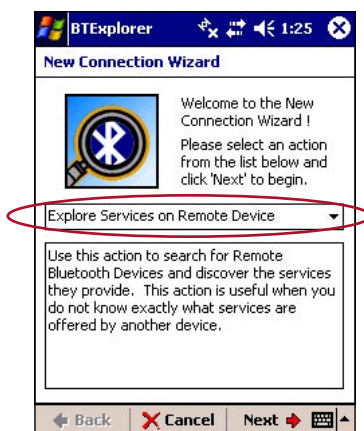 BTExplorer 1:25
New Connection Wizard
Welcome to the New
Connection Wizard !
Please select an action
from the list below and
click 'Next' to begin.
Explore Services on Remote Device
Use this action to search for Remote
Bluetooth Devices and discover the services
they provide.  This action is useful when you
do not know exactly what services are
offered by another device.
Back Cancel Next